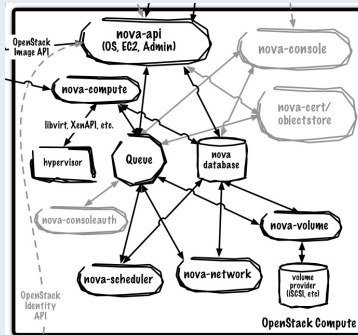 OpenStack
Image API
nova-api
(OS, EC2, Admin)
nova-console
nova-compute
nova-cert/
objectstore
libvirt, XenAPI, etc.
hypervisor
Queue
nova
database
nova-consoleauth
nova-volume
nova-scheduler
nova-network
volume
provider
(iSCSI, etc)
OpenStack
Identity
API
OpenStack Compute